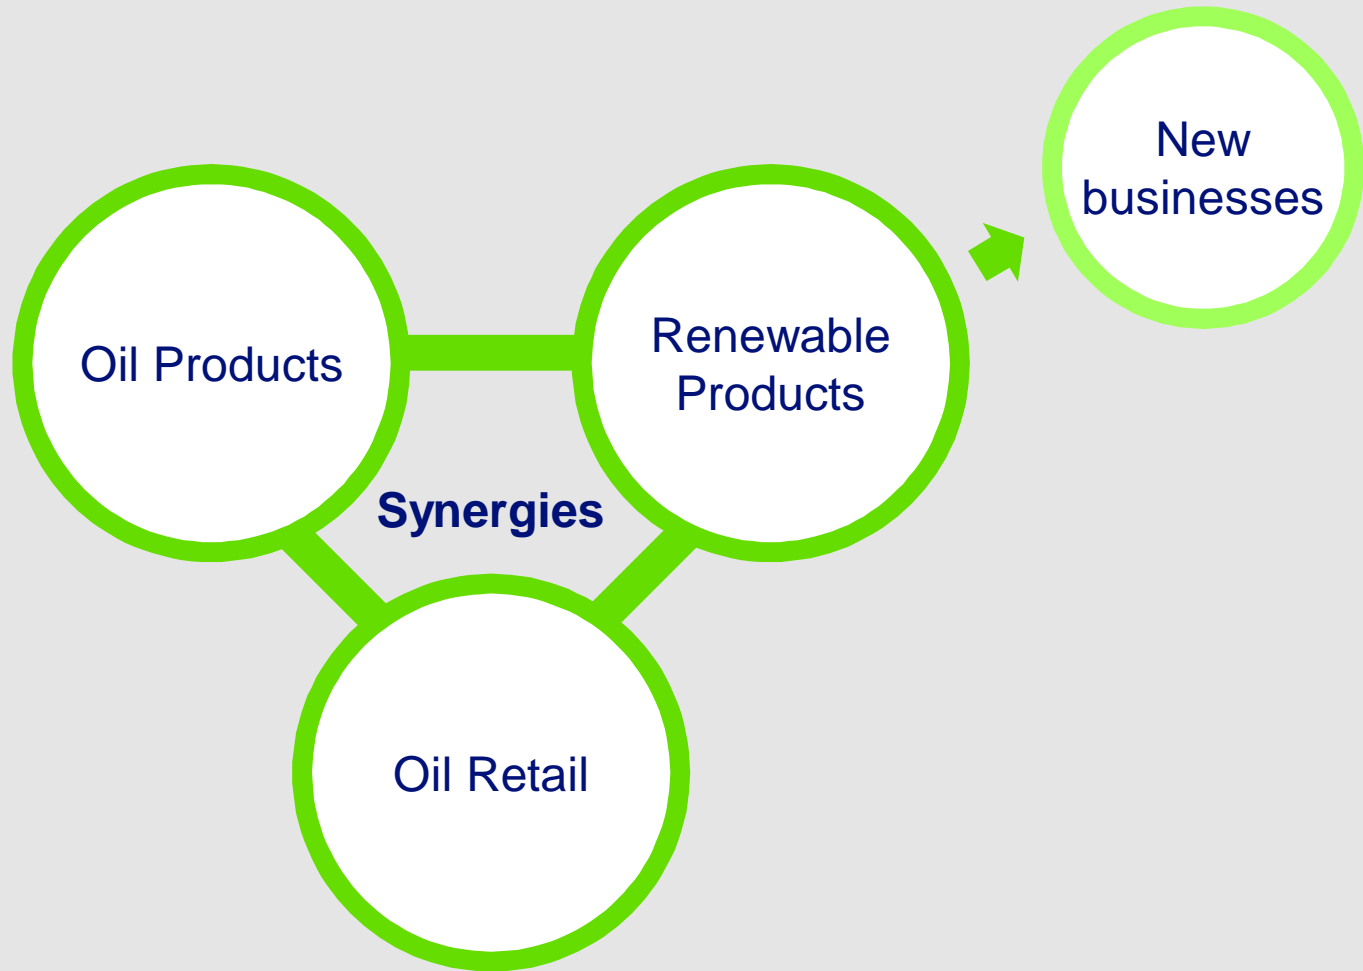 New
businesses
Oil Products
Renewable
Products
Synergies
Oil Retail